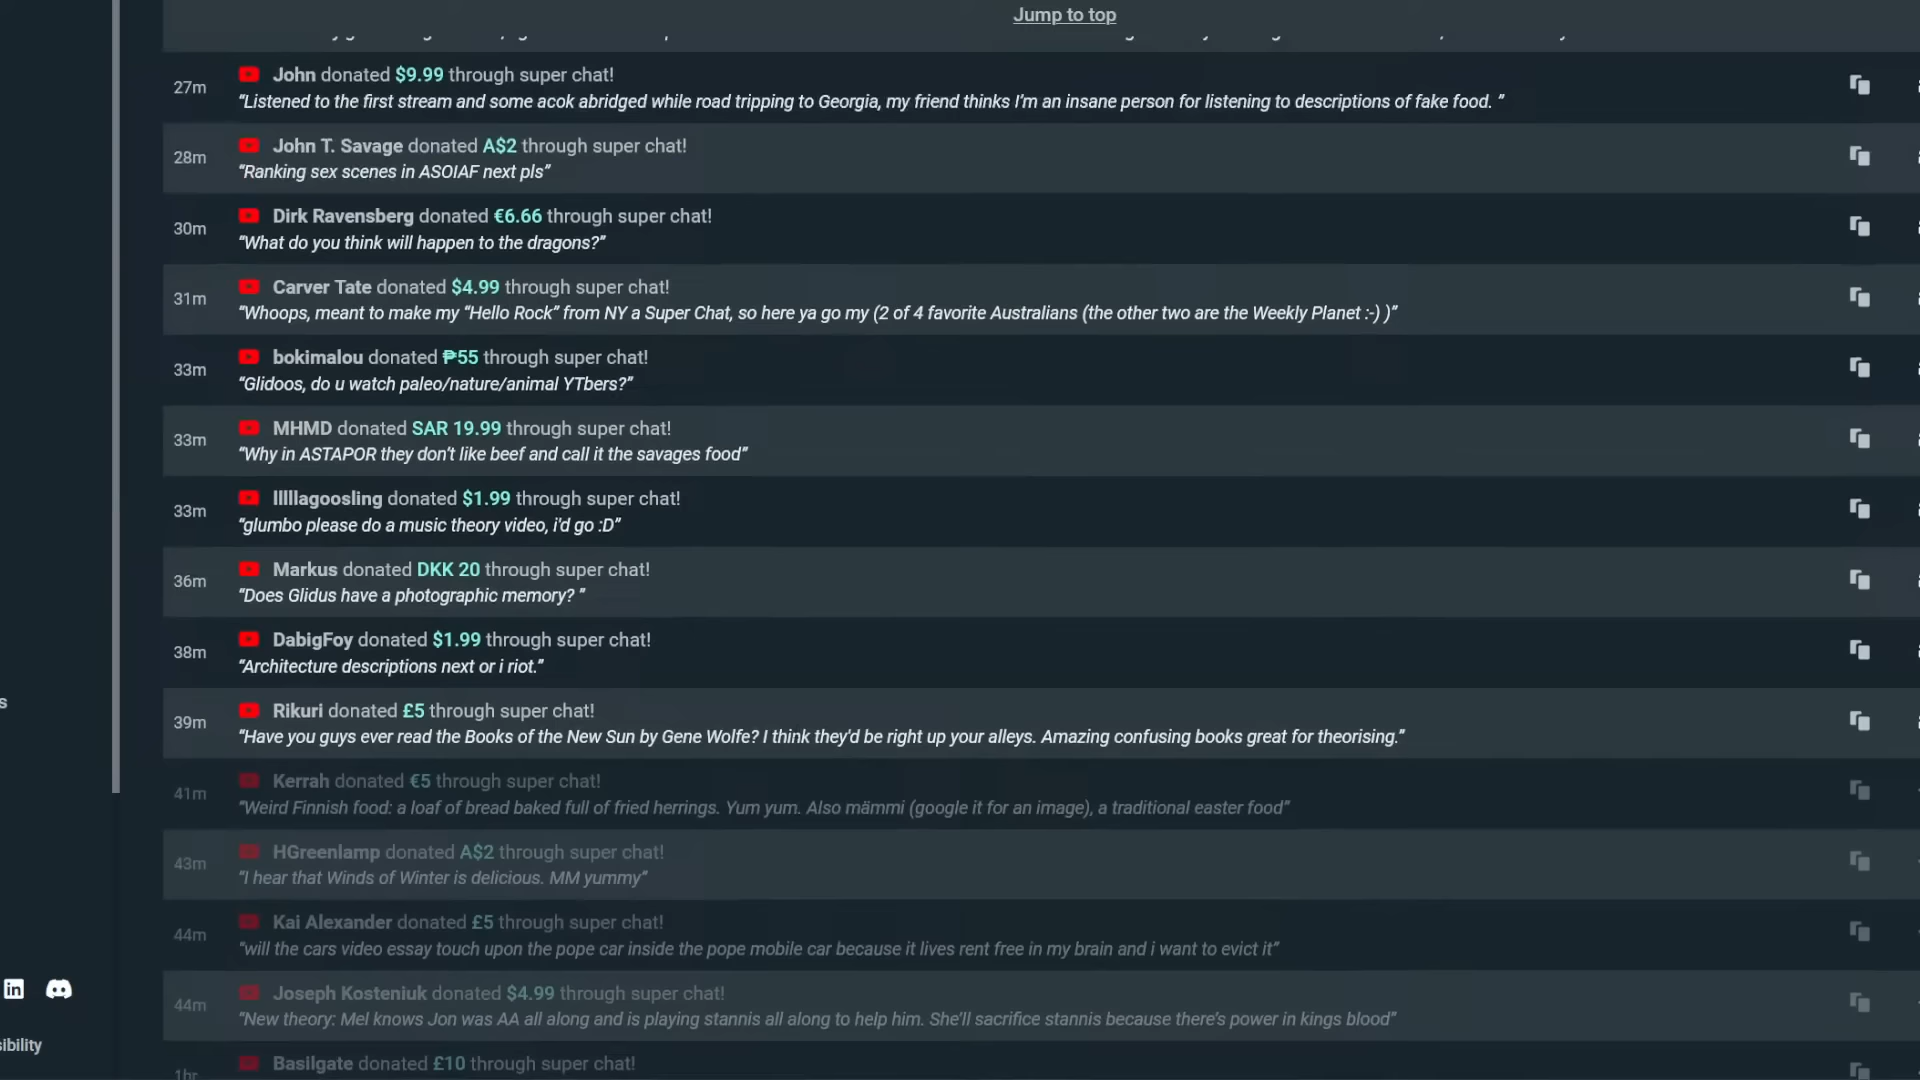 Jump to top
27m
John donated $9.99 through super chat!
“Listened to the first stream and some acok abridged while road tripping to Georgia, my friend thinks I'm an insane person for listening to descriptions of fake food. ”
28m
John T. Savage donated A$2 through super chat!
“Ranking sex scenes in ASOIAF next pls”
30m
Dirk Ravensberg donated €6.66 through super chat!
“What do you think will happen to the dragons?”
31m
Carver Tate donated $4.99 through super chat!
“Whoops, meant to make my “Hello Rock” from NY a Super Chat, so here ya go my (2 of 4 favorite Australians (the other two are the Weekly Planet :-) )”
33m
bokimalou donated ₱55 through super chat!
“Glidoos, do u watch paleo/nature/animal YTbers?”
33m
MHMD donated SAR 19.99 through super chat!
“Why in ASTAPOR they don't like beef and call it the savages food”
33m
lllllagoosling donated $1.99 through super chat!
“glumbo please do a music theory video, i'd go :D”
36m
Markus donated DKK 20 through super chat!
“Does Glidus have a photographic memory? ”
38m
DabigFoy donated $1.99 through super chat!
“Architecture descriptions next or i riot.”
39m
Rikuri donated £5 through super chat!
“Have you guys ever read the Books of the New Sun by Gene Wolfe? I think they'd be right up your alleys. Amazing confusing books great for theorising.”
41m
Kerrah donated €5 through super chat!
“Weird Finnish food: a loaf of bread baked full of fried herrings. Yum yum. Also mämmi (google it for an image), a traditional easter food”
43m
HGreenlamp donated A$2 through super chat!
“I hear that Winds of Winter is delicious. MM yummy”
44m
Kai Alexander donated £5 through super chat!
“will the cars video essay touch upon the pope car inside the pope mobile car because it lives rent free in my brain and i want to evict it”
44m
Joseph Kosteniuk donated $4.99 through super chat!
“New theory: Mel knows Jon was AA all along and is playing stannis all along to help him. She'll sacrifice stannis because there's power in kings blood”
1hr
Basilgate donated £10 through super chat!
s
in
sibility